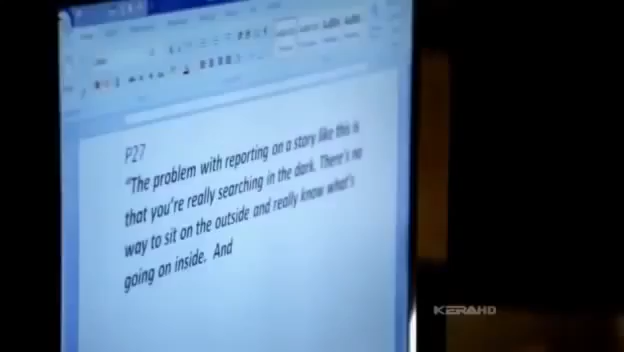 P27
"The problem with reporting on a story like this is
that you're really searching in the dark. There's no
way to sit on the outside and really know what's
going on inside. And
KERAHD